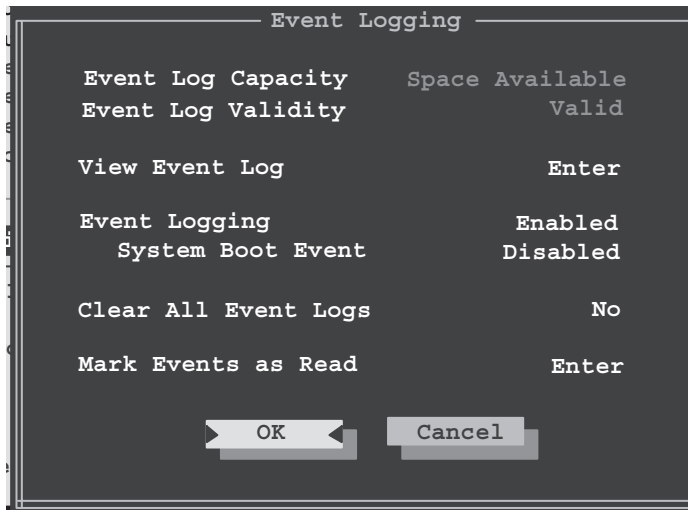 Event Logging
Event Log Capacity Space Available
Event Log Validity Valid
View Event Log Enter
Event Logging Enabled
System Boot Event Disabled
Clear All Event Logs No
Mark Events as Read Enter
OK Cancel